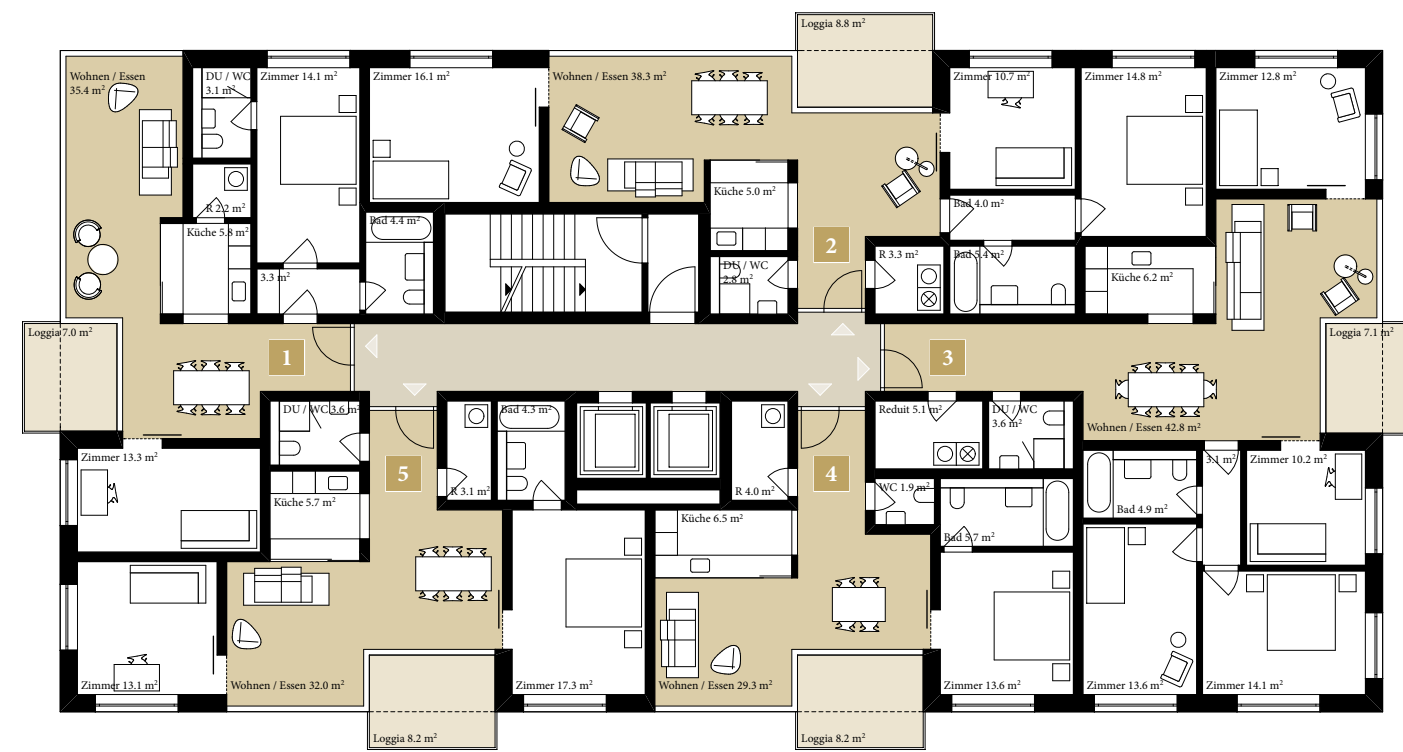 Loggia 8.8 m²
Wohnen / Essen
35.4 m²
DU / WC
3.1 m²
Zimmer 14.1 m²
Zimmer 16.1 m²
Wohnen / Essen 38.3 m²
Zimmer 10.7 m²
Zimmer 14.8 m²
Zimmer 12.8 m²
R 2.2 m²
Küche 5.8 m²
Bad 4.4 m²
Küche 5.0 m²
Bad 4.0 m²
2
3.3 m²
DU / WC
2.8 m²
R 3.3 m²
Bad 5.4 m²
Küche 6.2 m²
Loggia 7.0 m²
Loggia 7.1 m²
1
3
DU / WC 3.6 m²
Bad 4.3 m²
Reduit 5.1 m²
DU / WC
3.6 m²
Wohnen / Essen 42.8 m²
Zimmer 13.3 m²
5
4
3.1 m²
Zimmer 10.2 m²
R 3.1 m²
R 4.0 m²
WC 1.9 m²
Küche 5.7 m²
Küche 6.5 m²
Bad 4.9 m²
Bad 5.7 m²
Zimmer 13.1 m²
Wohnen / Essen 32.0 m²
Zimmer 17.3 m²
Wohnen / Essen 29.3 m²
Zimmer 13.6 m²
Zimmer 13.6 m²
Zimmer 14.1 m²
Loggia 8.2 m²
Loggia 8.2 m²